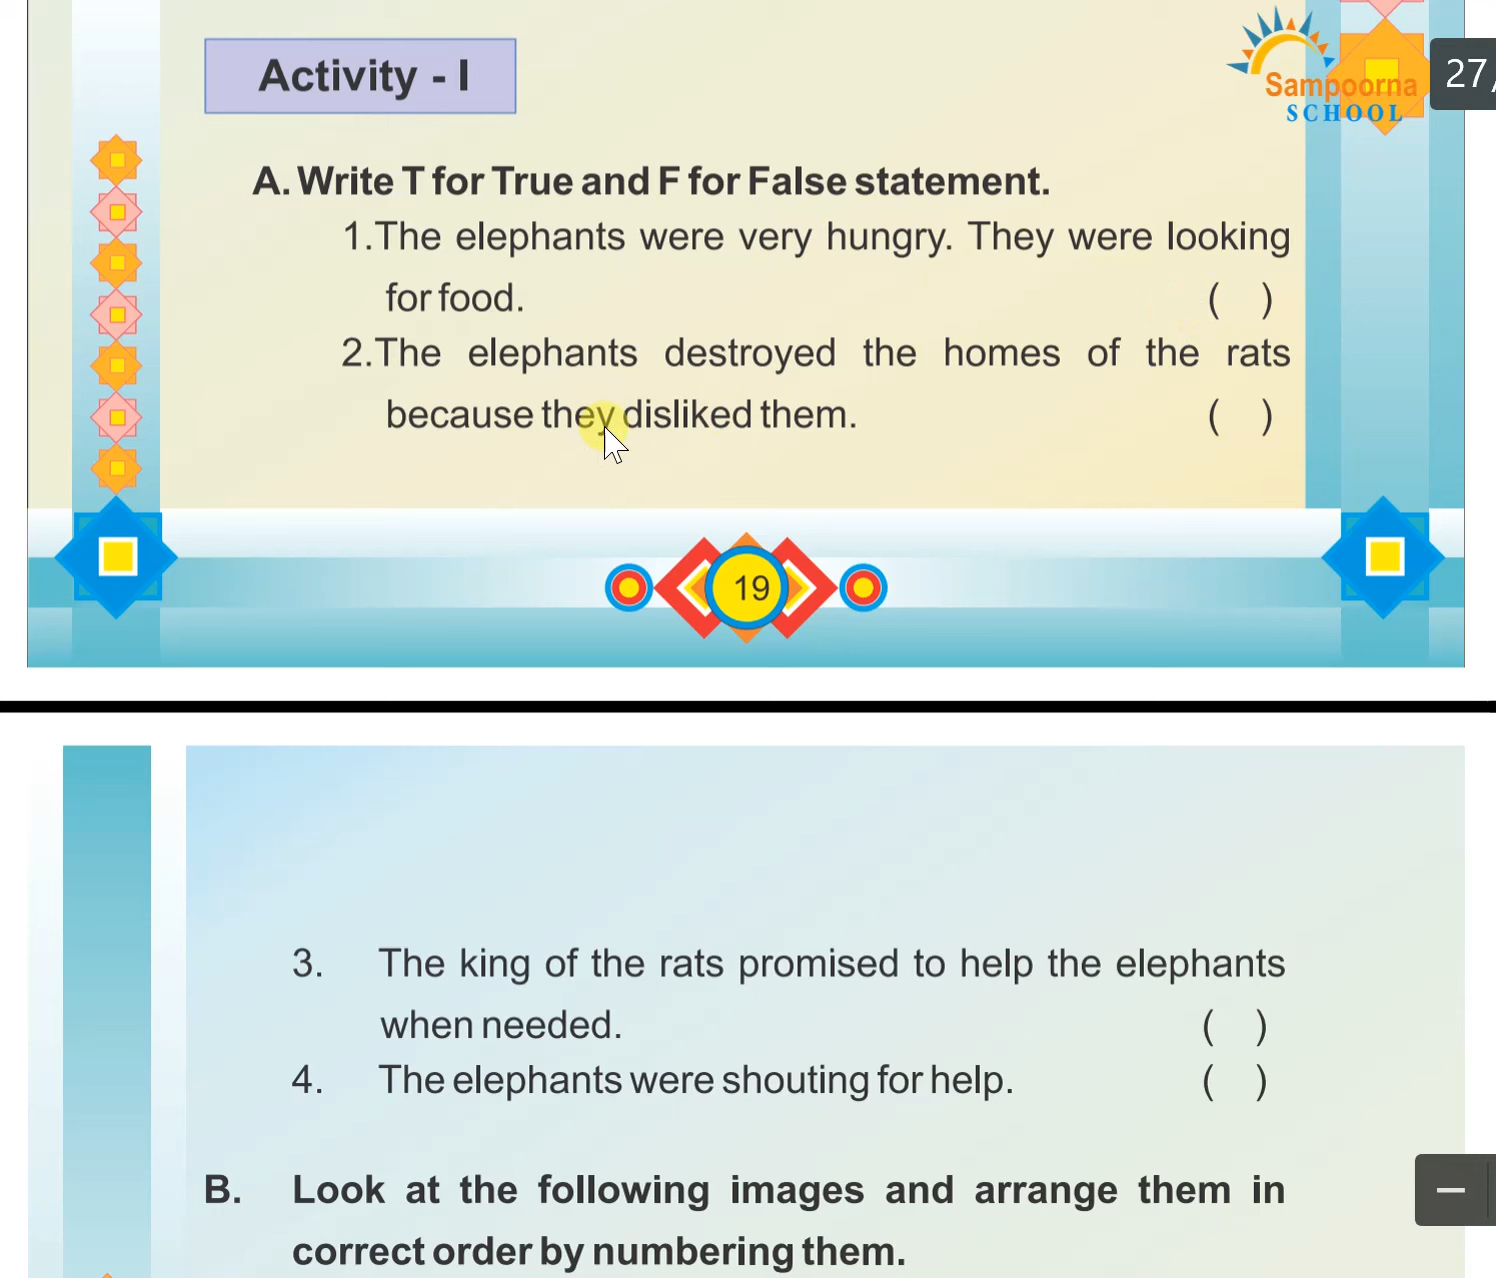 Activity - I
Sampoorna
SCHOOL
27
A. Write T for True and F for False statement.
1.The elephants were very hungry. They were looking
for food. ( )
2.The elephants destroyed the homes of the rats
because they disliked them. ( )
19
3. The king of the rats promised to help the elephants
when needed. ( )
4. The elephants were shouting for help. ( )
B. Look at the following images and arrange them in
correct order by numbering them.